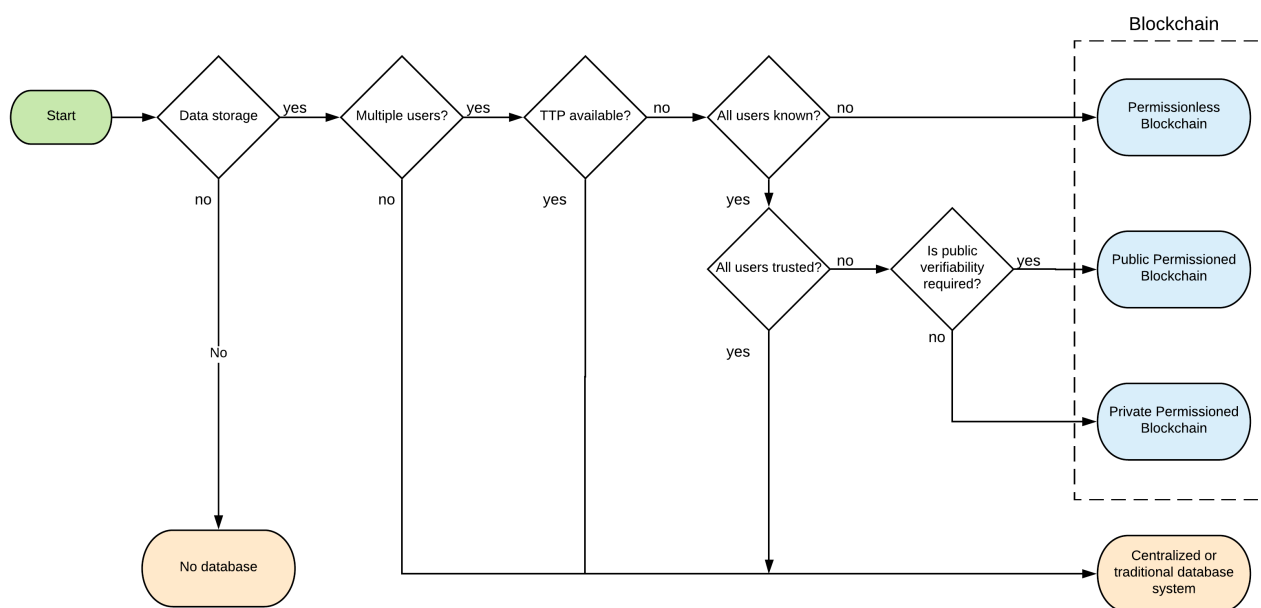 Blockchain
Start
Data storage
yes
Multiple users?
yes
TTP available?
no
All users known?
no
Permissionless
Blockchain
no
no
yes
yes
All users trusted?
no
Is public
verifiability
required?
yes
Public Permissioned
Blockchain
No
yes
no
Private Permissioned
Blockchain
No database
Centralized or
traditional database
system